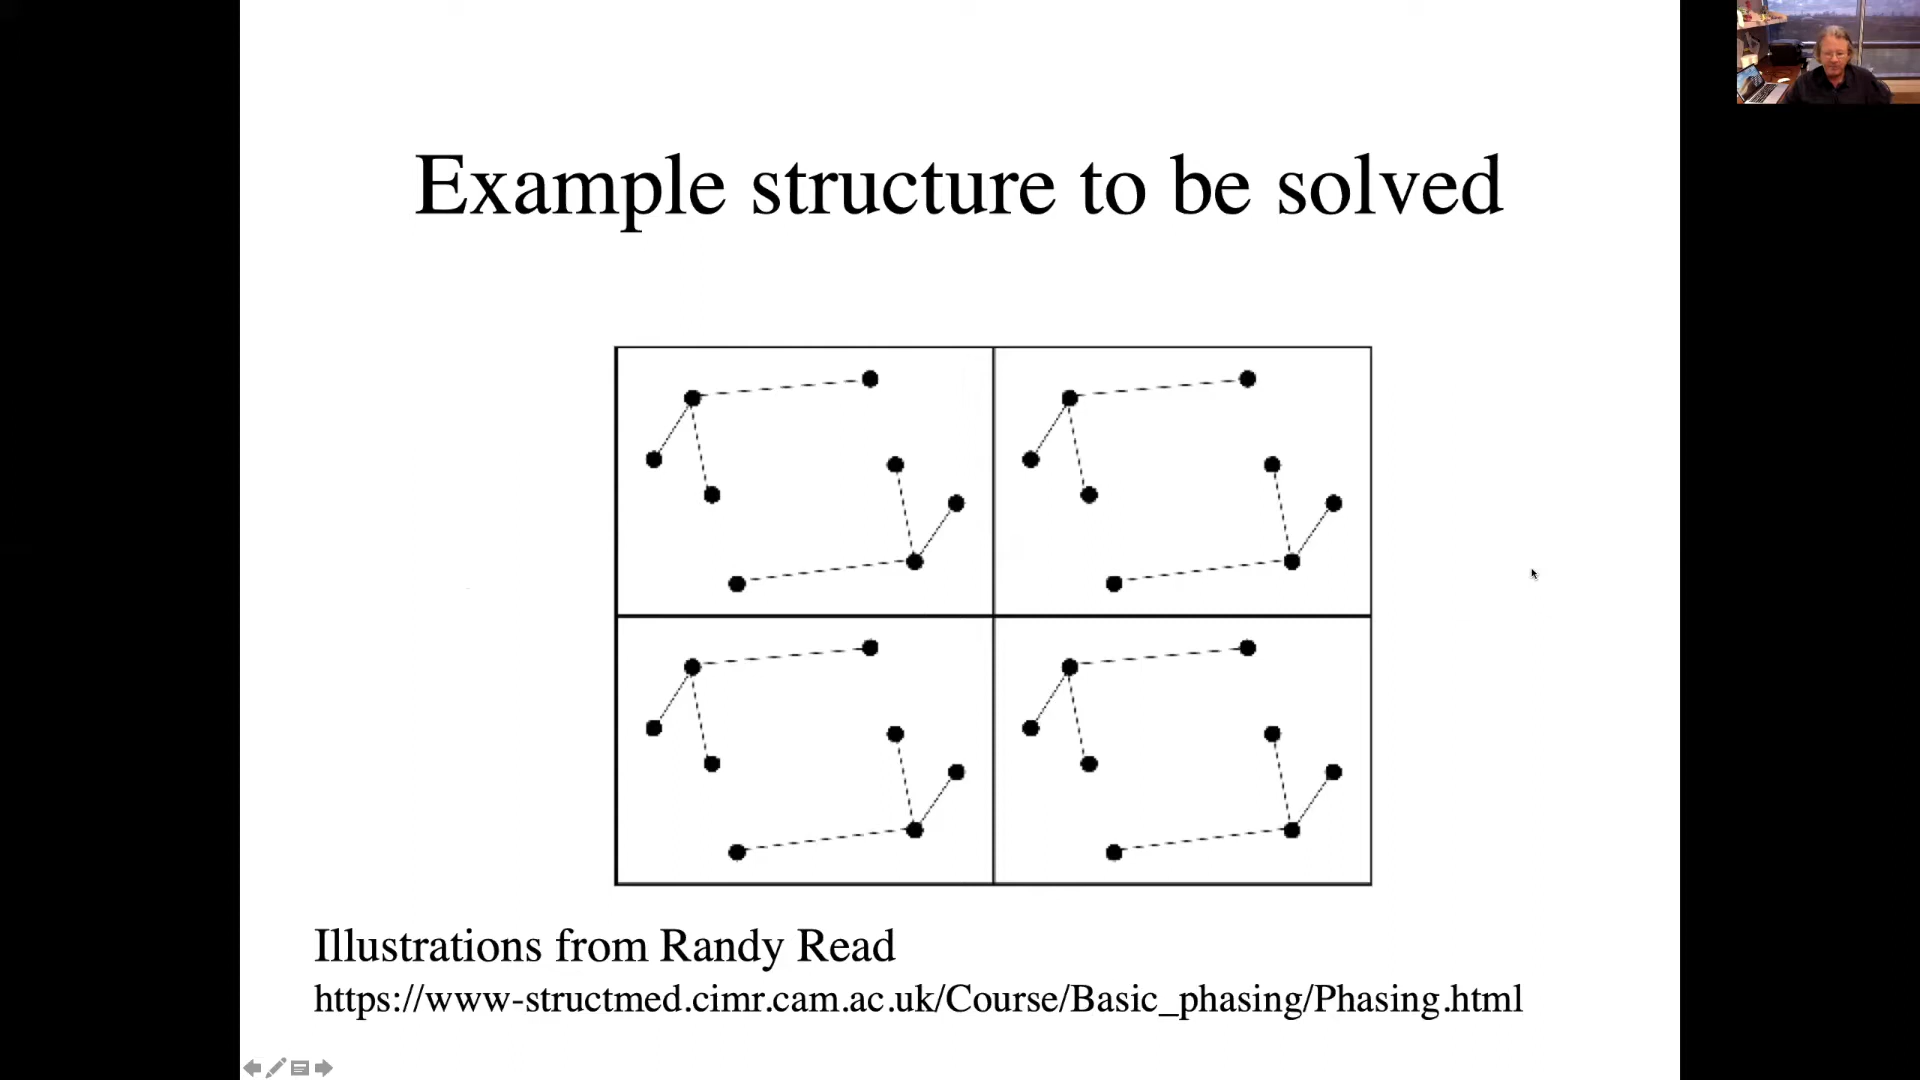 Example structure to be solved
Illustrations from Randy Read
https://www-structmed.cimr.cam.ac.uk/Course/Basic_phasing/Phasing.html